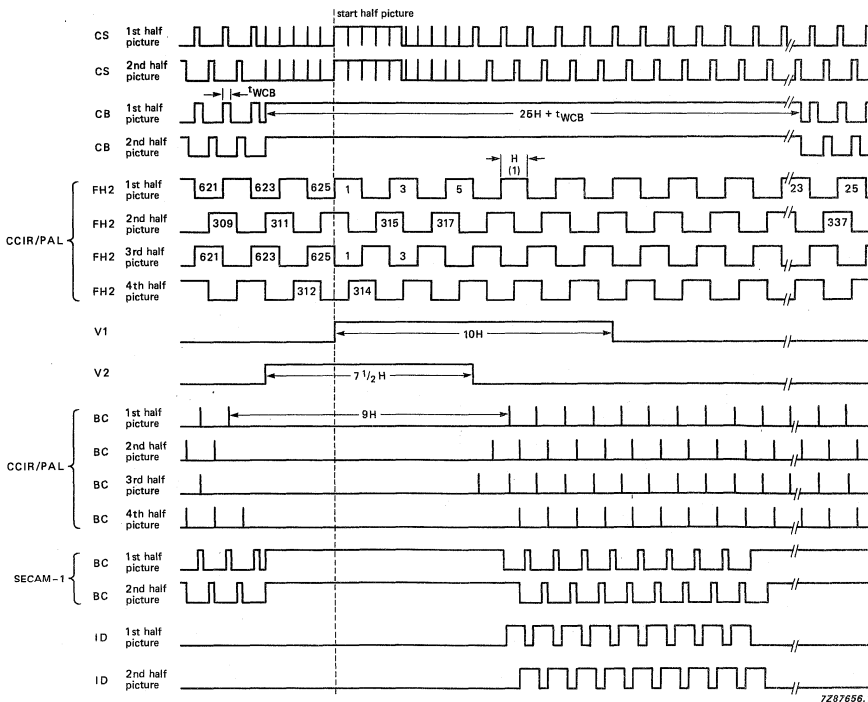 start half picture
CS 1st half picture
CS 2nd half picture
tWCB
CB 1st half picture
25H + tWCB
CB 2nd half picture
H
(1)
CCIR/PAL
FH2 1st half picture 621 623 625 1 3 5 23 25
FH2 2nd half picture 309 311 315 317 337
FH2 3rd half picture 621 623 625 1 3
FH2 4th half picture 312 314
V1 10H
V2 7 1/2 H
CCIR/PAL
BC 1st half picture 9H
BC 2nd half picture
BC 3rd half picture
BC 4th half picture
SECAM-1
BC 1st half picture
BC 2nd half picture
ID 1st half picture
ID 2nd half picture
7Z87656.